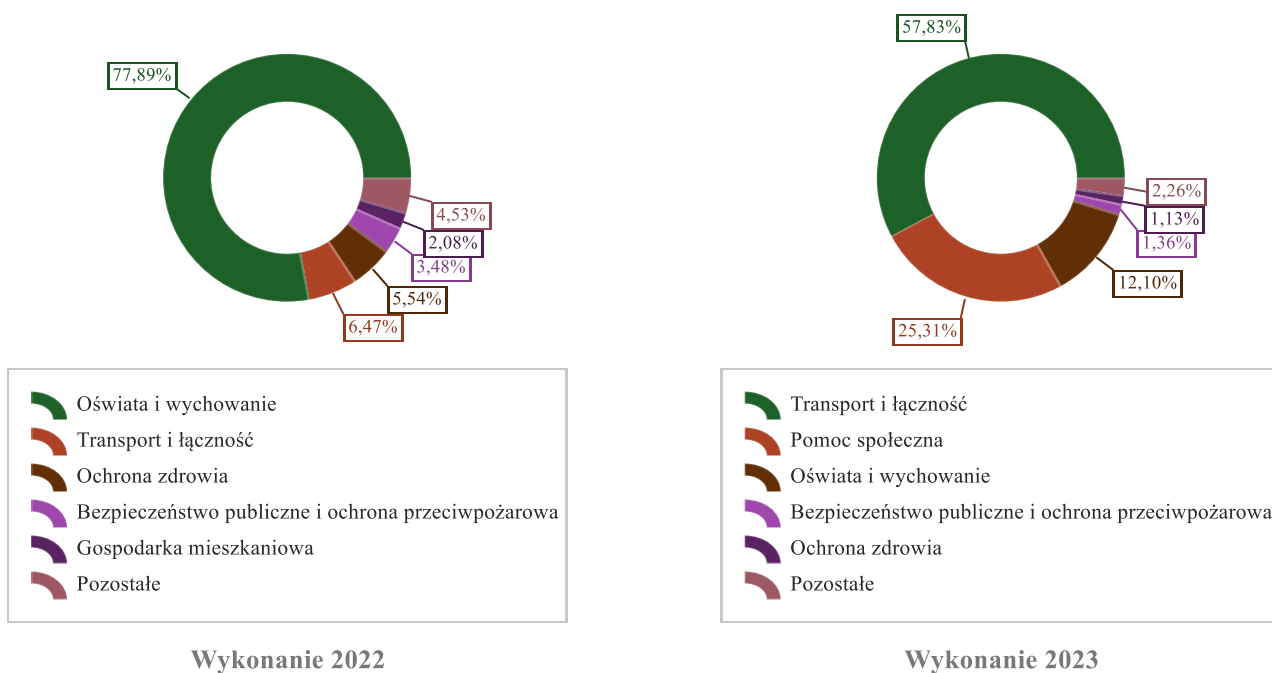 77,89%
4,53%
2,08%
3,48%
5,54%
6,47%
Oświata i wychowanie
Transport i łączność
Ochrona zdrowia
Bezpieczeństwo publiczne i ochrona przeciwpożarowa
Gospodarka mieszkaniowa
Pozostałe
Wykonanie 2022
57,83%
2,26%
1,13%
1,36%
12,10%
25,31%
Transport i łączność
Pomoc społeczna
Oświata i wychowanie
Bezpieczeństwo publiczne i ochrona przeciwpożarowa
Ochrona zdrowia
Pozostałe
Wykonanie 2023